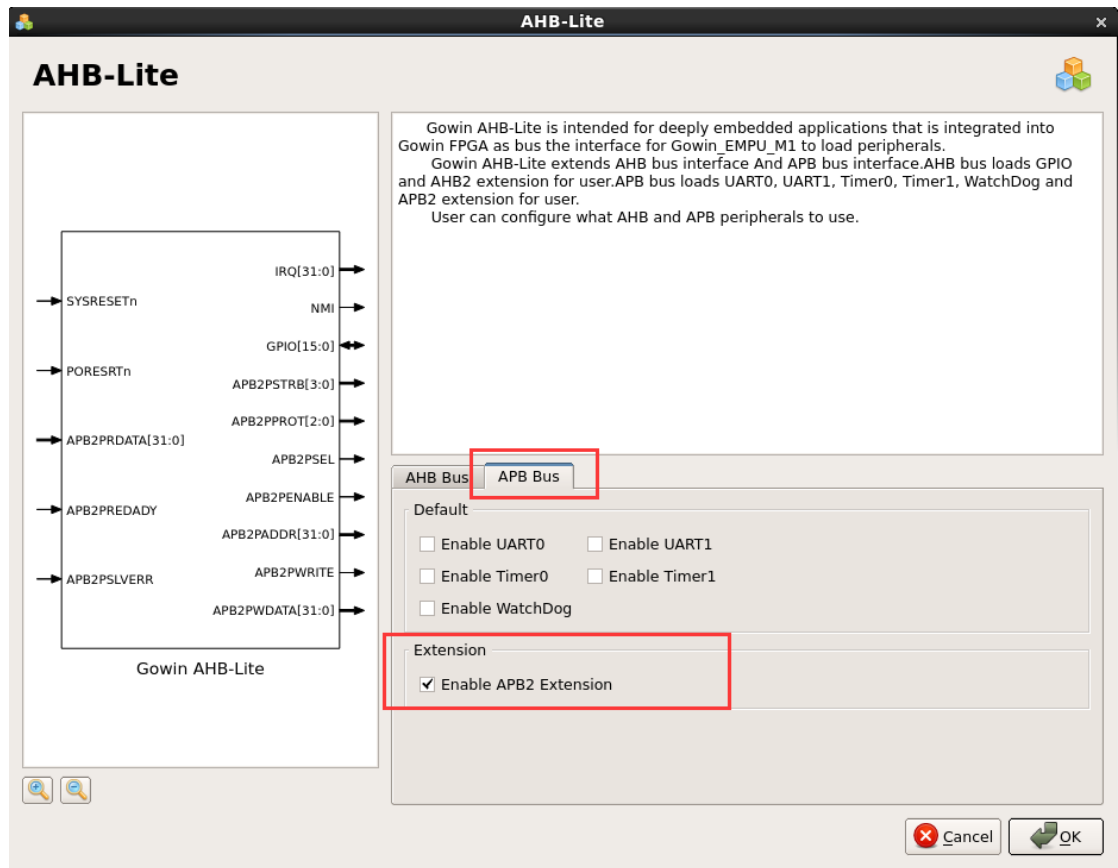 AHB-Lite
AHB-Lite
Gowin AHB-Lite is intended for deeply embedded applications that is integrated into
Gowin FPGA as bus the interface for Gowin_EMPU_M1 to load peripherals.
Gowin AHB-Lite extends AHB bus interface And APB bus interface.AHB bus loads GPIO
and AHB2 extension for user.APB bus loads UART0, UART1, Timer0, Timer1, WatchDog and
APB2 extension for user.
User can configure what AHB and APB peripherals to use.
SYSRESETn
PORESRTn
APB2PRDATA[31:0]
APB2PREDADY
APB2PSLVERR
IRQ[31:0]
NMI
GPIO[15:0]
APB2PSTRB[3:0]
APB2PPROT[2:0]
APB2PSEL
APB2PENABLE
APB2PADDR[31:0]
APB2PWRITE
APB2PWDATA[31:0]
Gowin AHB-Lite
AHB Bus APB Bus
Default
Enable UART0 Enable UART1
Enable Timer0 Enable Timer1
Enable WatchDog
Extension
Enable APB2 Extension
Cancel OK